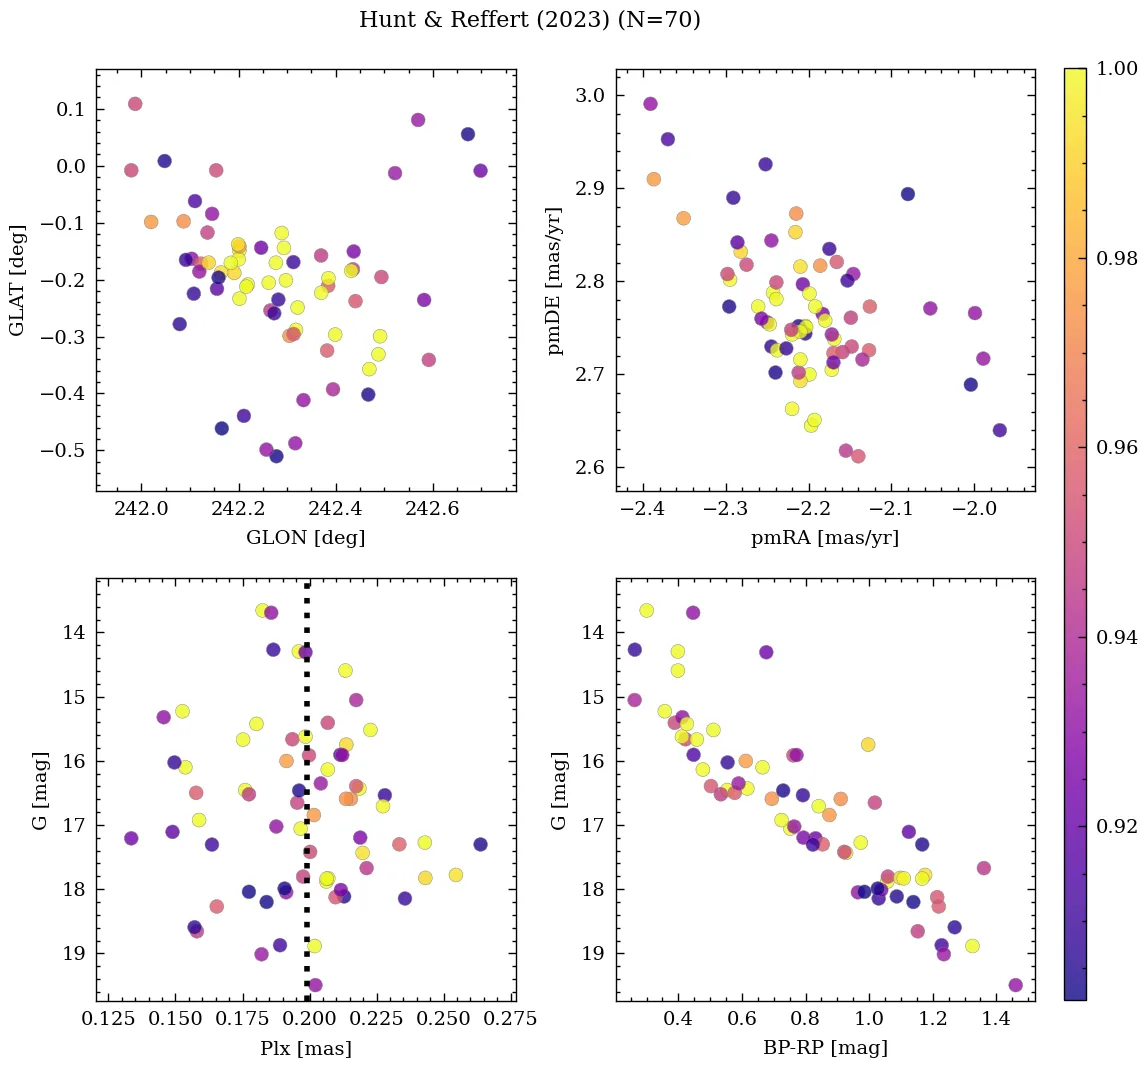 Hunt & Reffert (2023) (N=70)
0.1
0.0
−0.1
−0.2
−0.3
−0.4
−0.5
GLAT [deg]
242.0 242.2 242.4 242.6
GLON [deg]
3.0
2.9
2.8
2.7
2.6
pmDE [mas/yr]
−2.4 −2.3 −2.2 −2.1 −2.0
pmRA [mas/yr]
1.00
0.98
0.96
0.94
0.92
14
15
16
17
18
19
G [mag]
0.125 0.150 0.175 0.200 0.225 0.250 0.275
Plx [mas]
14
15
16
17
18
19
G [mag]
0.4 0.6 0.8 1.0 1.2 1.4
BP-RP [mag]